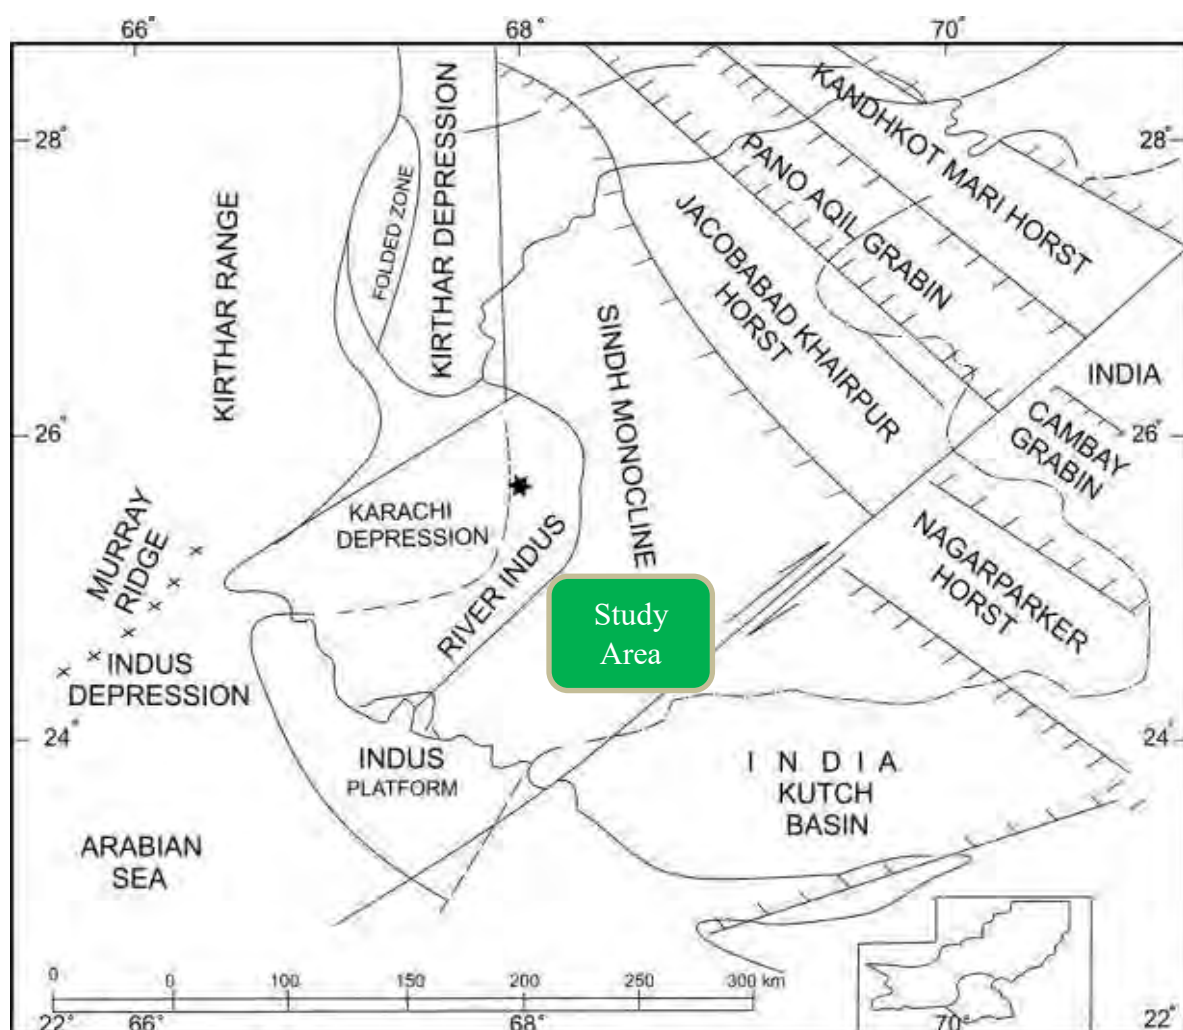 66°
68°
70°
28°
28°
KANDHKOT MARI HORST
PANO AQIL GRABIN
JACOBABAD KHAIRPUR
HORST
KIRTHAR DEPRESSION
FOLDED ZONE
KIRTHAR RANGE
SINDH MONOCLINE
INDIA
CAMBAY
GRABIN
26°
26°
KARACHI
DEPRESSION
MURRAY
RIDGE
RIVER INDUS
NAGARPARKER
HORST
Study
Area
INDUS
DEPRESSION
24°
24°
INDUS
PLATFORM
INDIA
KUTCH
BASIN
ARABIAN
SEA
0
0
100
150
200
250
300 km
22°
66°
68°
70°
22°